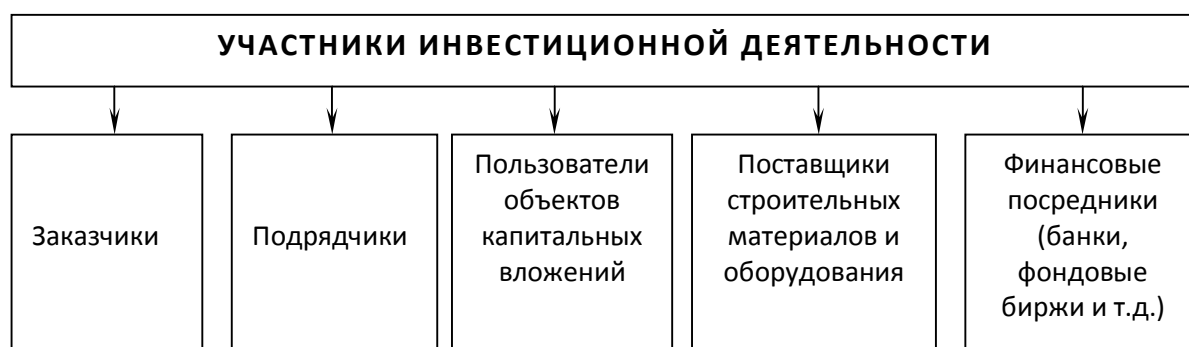 УЧАСТНИКИ ИНВЕСТИЦИОННОЙ ДЕЯТЕЛЬНОСТИ
Заказчики
Подрядчики
Пользователи
объектов
капитальных
вложений
Поставщики
строительных
материалов и
оборудования
Финансовые
посредники
(банки,
фондовые
биржи и т.д.)